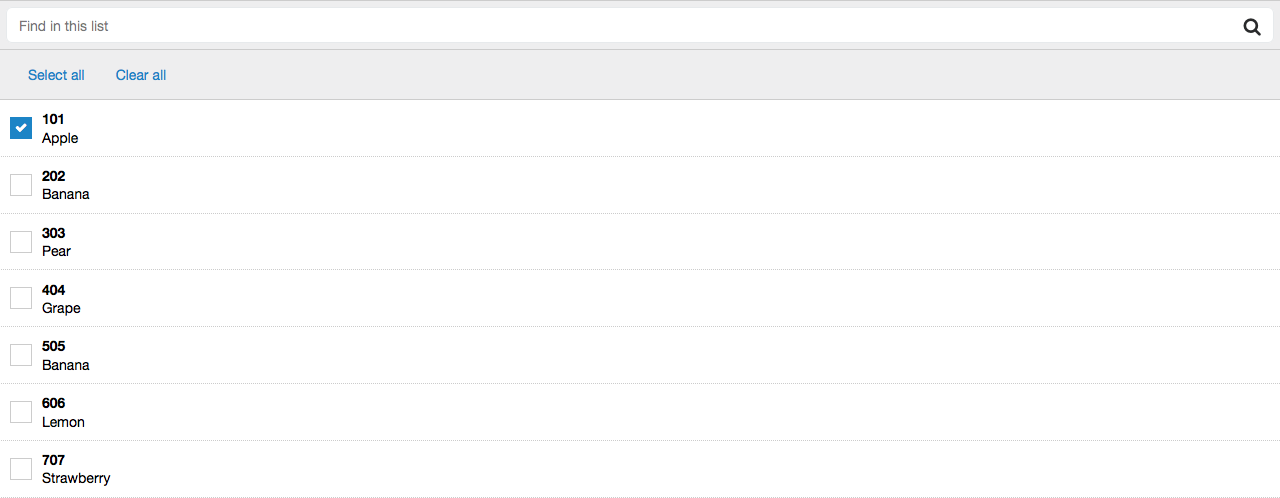 Find in this list
Select all Clear all
101
Apple
202
Banana
303
Pear
404
Grape
505
Banana
606
Lemon
707
Strawberry